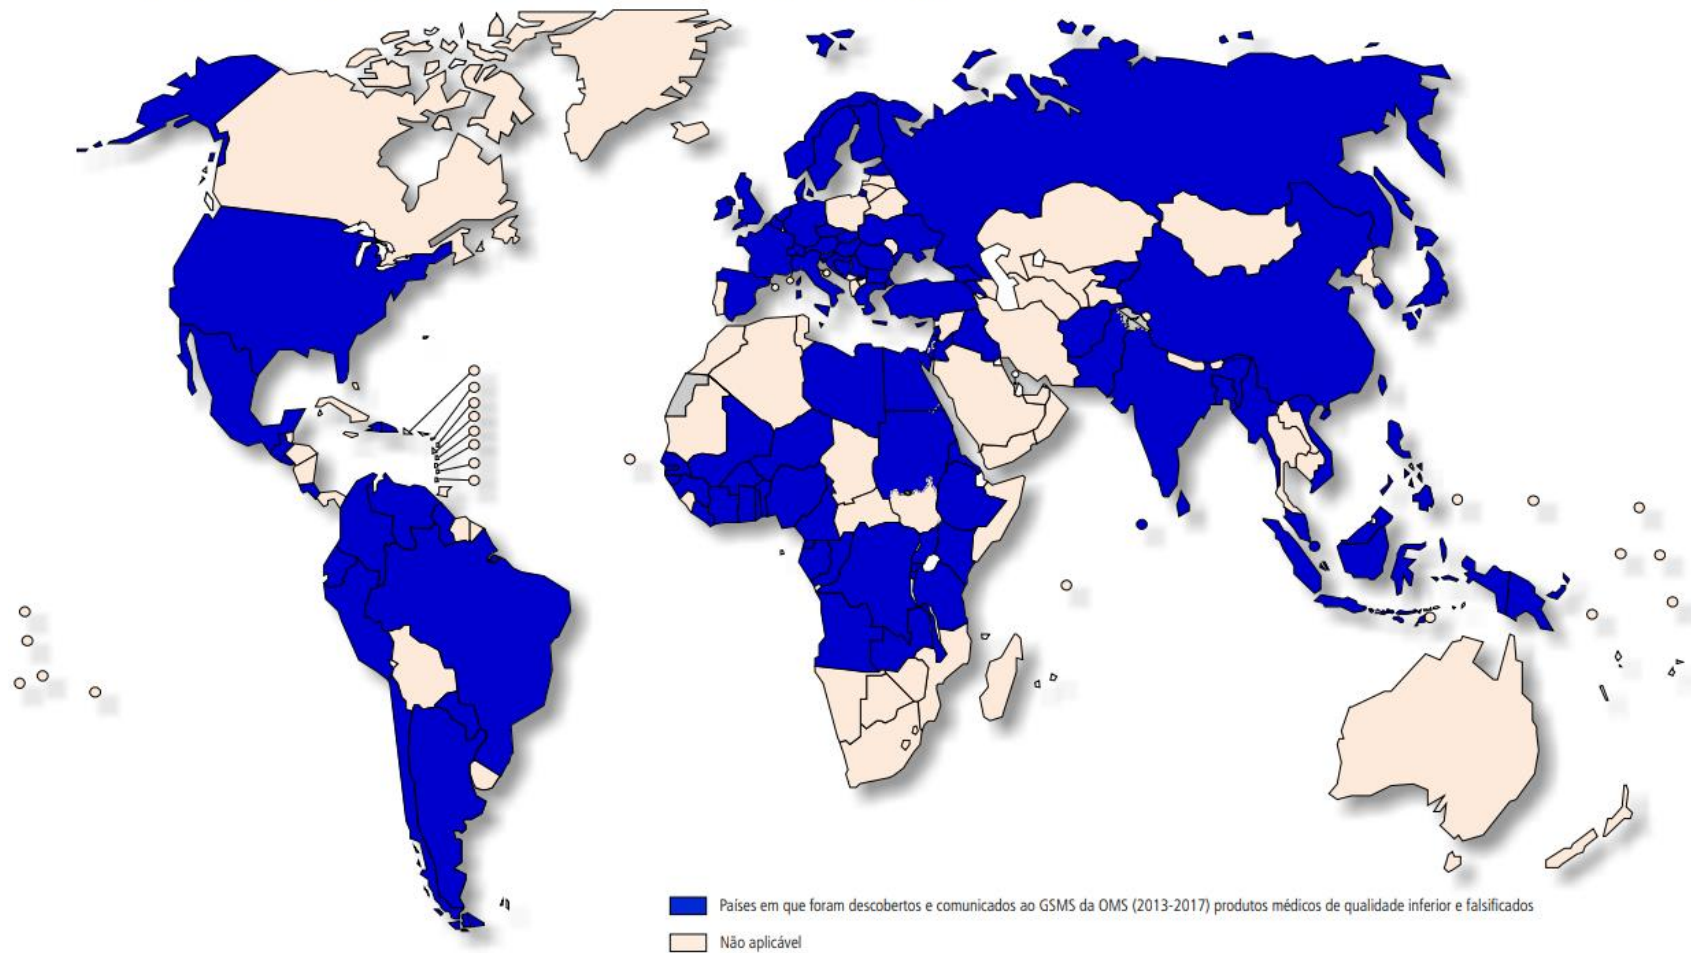 Países em que foram descobertos e comunicados ao GSMS da OMS (2013-2017) produtos médicos de qualidade inferior e falsificados
Não aplicável